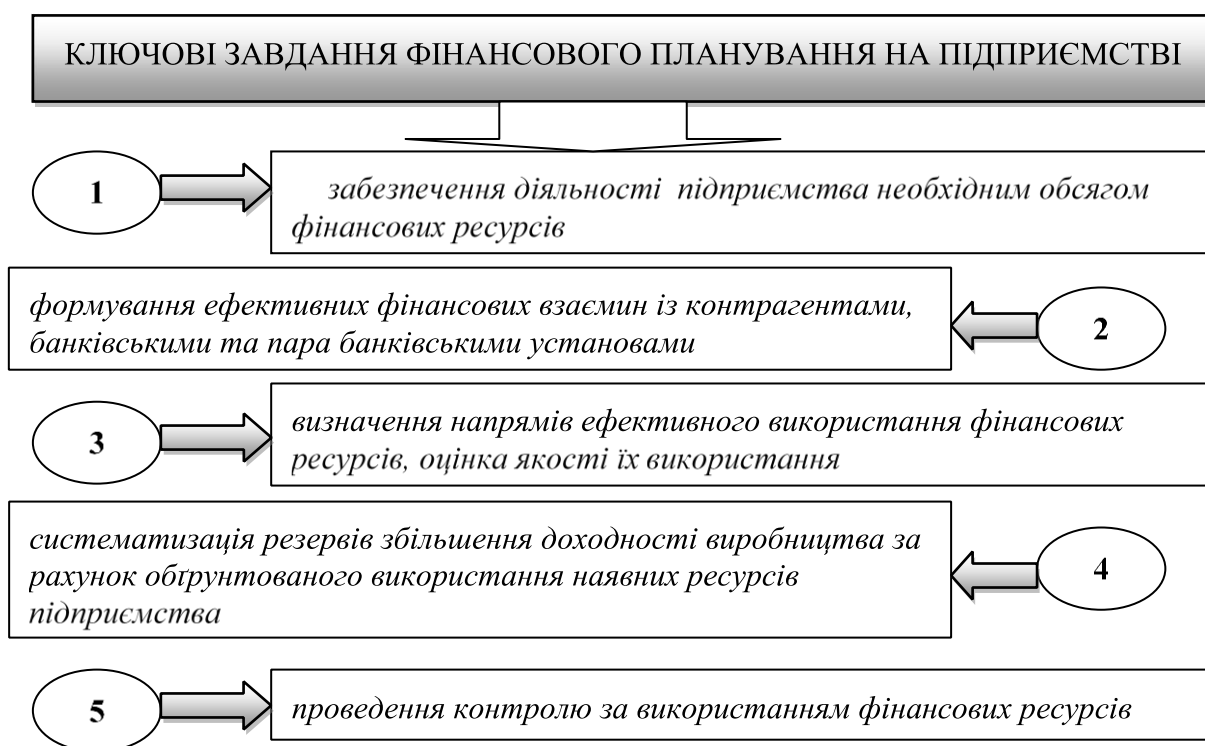 КЛЮЧОВІ ЗАВДАННЯ ФІНАНСОВОГО ПЛАНУВАННЯ НА ПІДПРИЄМСТВІ
1
забезпечення діяльності підприємства необхідним обсягом
фінансових ресурсів
формування ефективних фінансових взаємин із контрагентами,
банківськими та пара банківськими установами
2
3
визначення напрямів ефективного використання фінансових
ресурсів, оцінка якості їх використання
систематизація резервів збільшення доходності виробництва за
рахунок обґрунтованого використання наявних ресурсів
підприємства
4
5
проведення контролю за використанням фінансових ресурсів